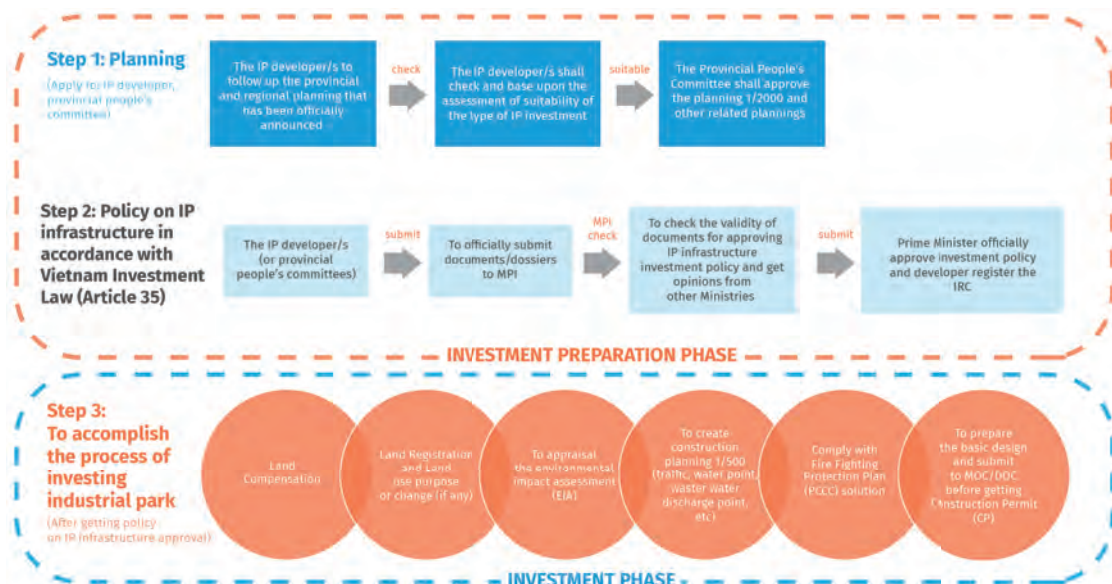 Step 1: Planning
(Apply for IP developer,
provincial people's
committee)
The IP developer/s to
follow up the provincial
and regional planning that
has been officially
announced
check
The IP developer/s shall
check and base upon the
assessment of suitability of
the type of IP investment
suitable
The Provincial People's
Committee shall approve
the planning 1/2000 and
other related plannings
Step 2: Policy on IP
infrastructure in
accordance with
Vietnam Investment
Law (Article 35)
The IP developer/s
(or provincial
people's committees)
submit
To officially submit
documents/dossiers
to MPI
MPI
check
To check the validity of
documents for approving
IP infrastructure
investment policy and get
opinions from
other Ministries
submit
Prime Minister officially
approve investment policy
and developer register the
IRC
INVESTMENT PREPARATION PHASE
Step 3:
To accomplish
the process of
investing
industrial park
(After getting policy
on IP infrastructure approval)
Land
Compensation
Land Registration
and Land
use purpose
or change (if any)
To appraisal
the environmental
impact assessment
(EIA)
To create
construction
planning 1/500
(traffic, water point,
waster water
discharge point,
etc)
Comply with
Fire Fighting
Protection Plan
(PCCC) solution
To prepare
the basic design
and submit
to MOC/DOC
before getting
Construction Permit
(CP)
INVESTMENT PHASE